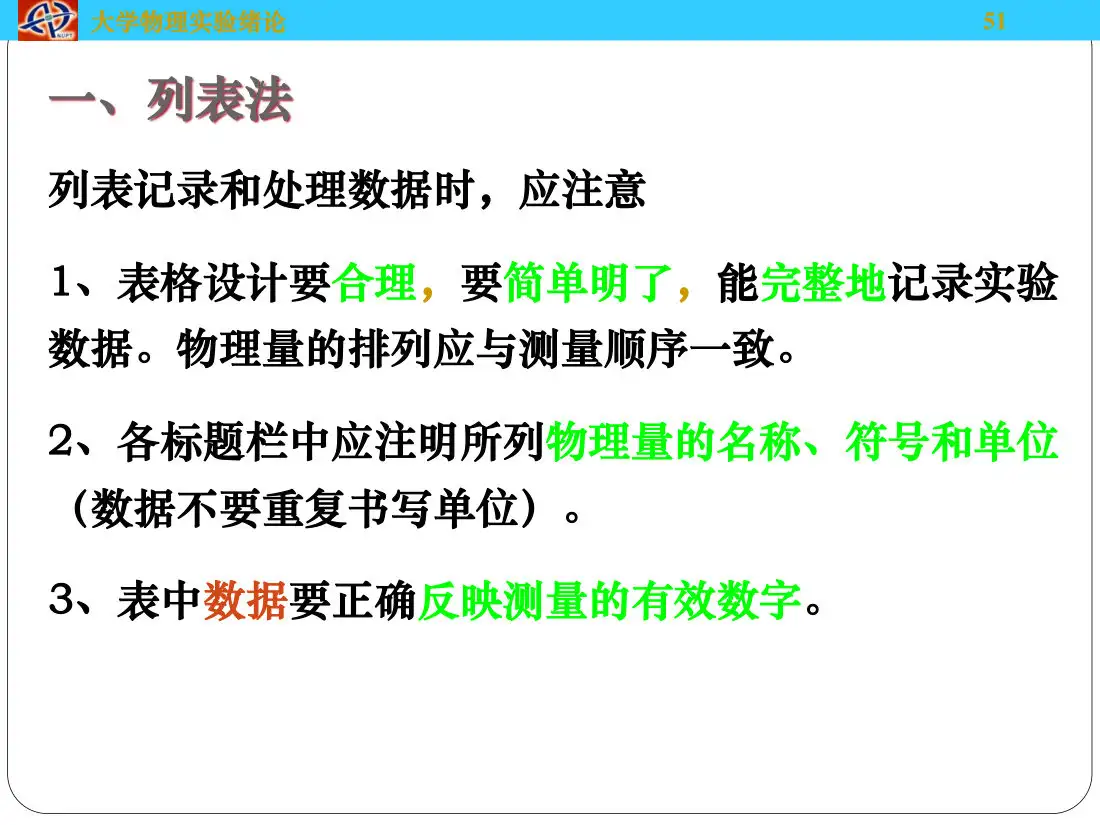 大学物理实验绪论
51
NUPT
一、列表法
列表记录和处理数据时，应注意
1、表格设计要合理，要简单明了，能完整地记录实验
数据。物理量的排列应与测量顺序一致。
2、各标题栏中应注明所列物理量的名称、符号和单位
（数据不要重复书写单位）。
3、表中数据要正确反映测量的有效数字。